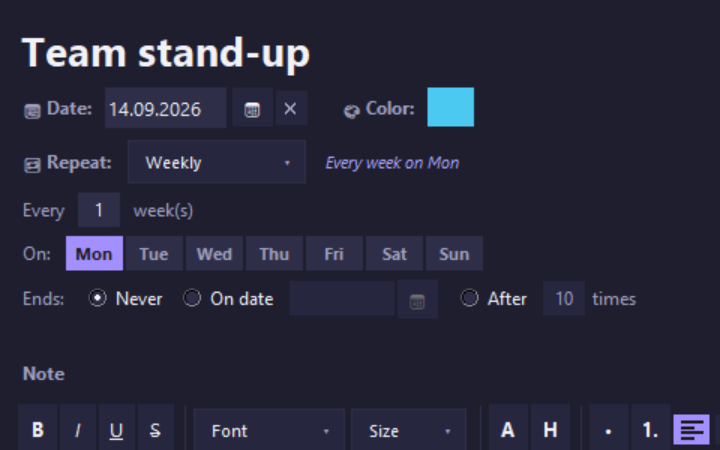 Team stand-up
Date: 14.09.2026 × Color:
Repeat: Weekly Every week on Mon
Every 1 week(s)
On: Mon Tue Wed Thu Fri Sat Sun
Ends: Never On date After 10 times
Note
B I U S Font Size A H • 1.